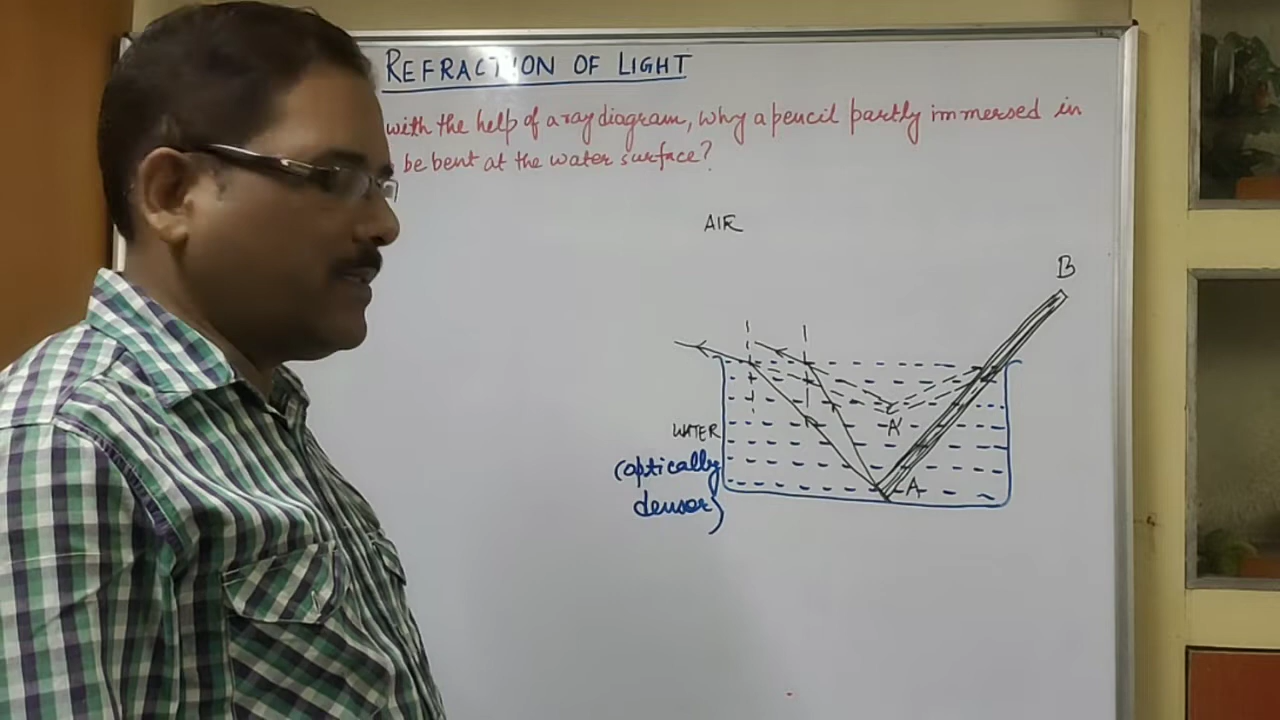 REFRACTION OF LIGHT
with the help of a ray diagram, why a pencil partly immersed in
be bent at the water surface?
AIR
B
A'
WATER
(optically
A
denser)